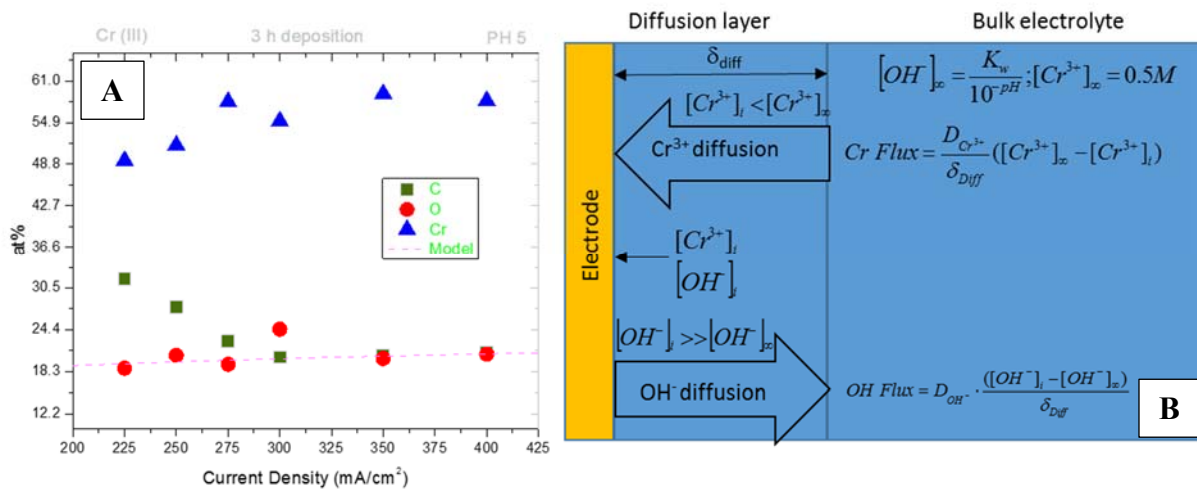 Cr (III) 3 h deposition PH 5
A
61.0
54.9
48.8
42.7
36.6
30.5
24.4
18.3
12.2
at%
C
O
Cr
Model
200 225 250 275 300 325 350 375 400 425
Current Density (mA/cm²)
Diffusion layer
Bulk electrolyte
δdiff
[OH⁻]∞ = Kw / 10^-pH ; [Cr³⁺]∞ = 0.5M
[Cr³⁺]i < [Cr³⁺]∞
Cr³⁺ diffusion
Cr Flux = D_Cr³⁺ / δDiff ([Cr³⁺]∞ − [Cr³⁺]i)
Electrode
[Cr³⁺]i
[OH⁻]i
[OH⁻]i >> [OH⁻]∞
OH⁻ diffusion
OH Flux = D_OH⁻ · ([OH⁻]i − [OH⁻]∞) / δDiff
B